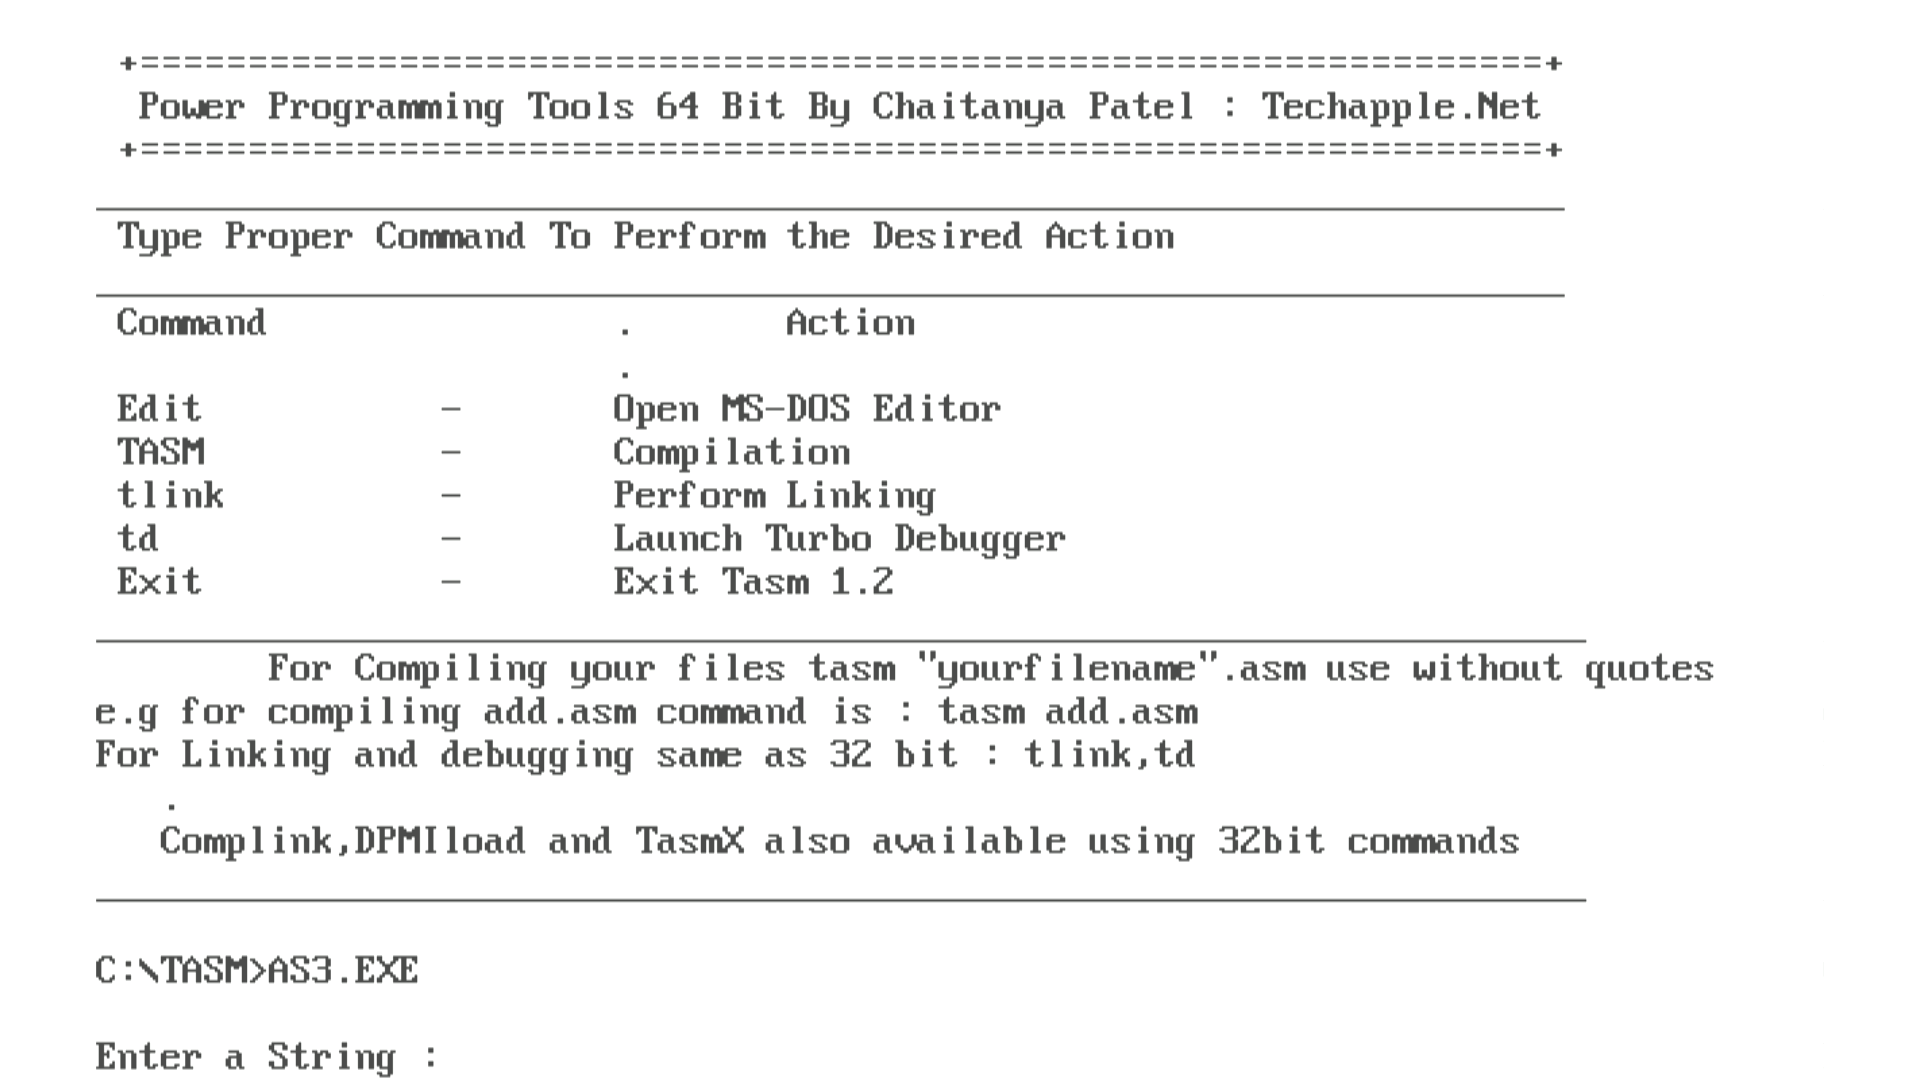 +=================================================================+
Power Programming Tools 64 Bit By Chaitanya Patel : Techapple.Net
+=================================================================+
Type Proper Command To Perform the Desired Action
Command . Action
.
Edit - Open MS-DOS Editor
TASM - Compilation
tlink - Perform Linking
td - Launch Turbo Debugger
Exit - Exit Tasm 1.2
For Compiling your files tasm "yourfilename".asm use without quotes
e.g for compiling add.asm command is : tasm add.asm
For Linking and debugging same as 32 bit : tlink,td
.
Complink,DPMIload and TasmX also available using 32bit commands
C:\TASM>AS3.EXE
Enter a String :